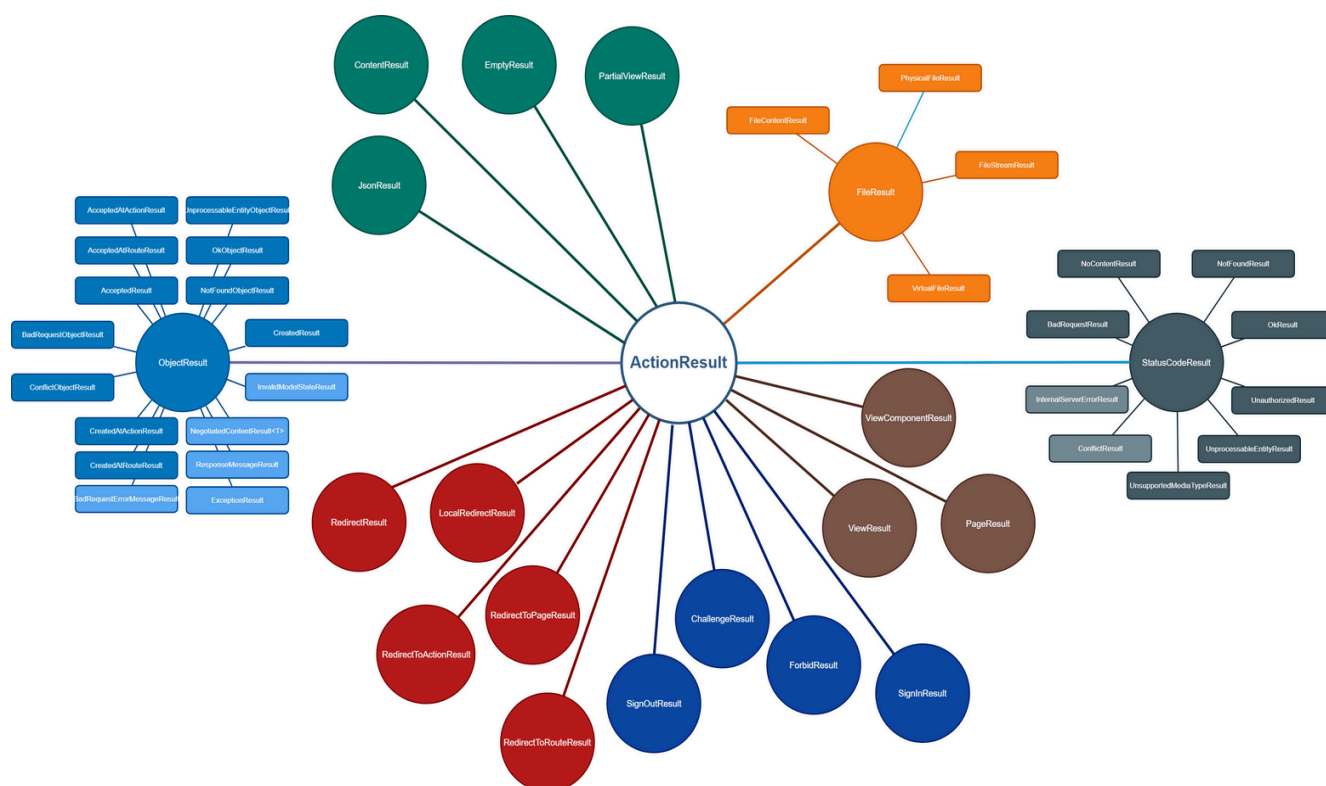 ContentResult
EmptyResult
PartialViewResult
JsonResult
PhysicalFileResult
FileContentResult
FileStreamResult
FileResult
VirtualFileResult
AcceptedAtActionResult
UnprocessableEntityObjectResult
AcceptedAtRouteResult
OkObjectResult
AcceptedResult
NotFoundObjectResult
BadRequestObjectResult
CreatedResult
ObjectResult
ConflictObjectResult
InvalidModelStateResult
CreatedAtActionResult
NegotiatedContentResult<T>
CreatedAtRouteResult
ResponseMessageResult
BadRequestErrorMessageResult
ExceptionResult
ActionResult
NoContentResult
NotFoundResult
BadRequestResult
OkResult
StatusCodeResult
InternalServerErrorResult
UnauthorizedResult
ConflictResult
UnprocessableEntityResult
UnsupportedMediaTypeResult
ViewComponentResult
ViewResult
PageResult
RedirectResult
LocalRedirectResult
RedirectToPageResult
RedirectToActionResult
RedirectToRouteResult
ChallengeResult
ForbidResult
SignOutResult
SignInResult